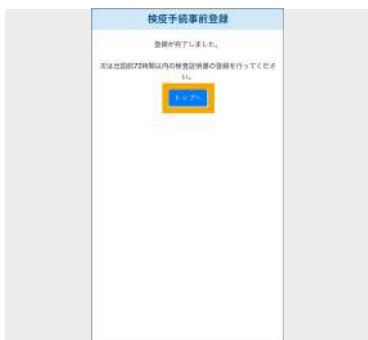 検疫手続事前登録
登録が完了しました。
次は出国前72時間以内の検査証明書の登録を行ってくださ
い。
トップへ